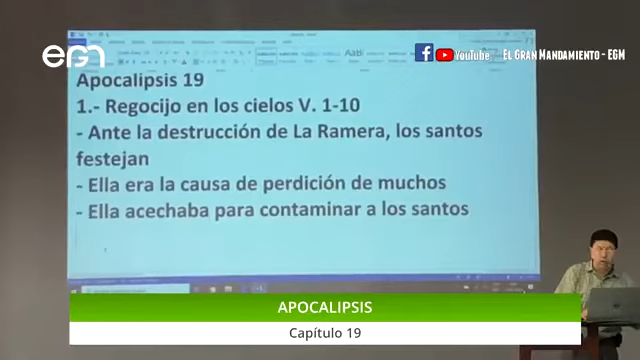 EGM
YouTube
EL GRAN MANDAMIENTO - EGM
Apocalipsis 19
1.- Regocijo en los cielos V. 1-10
- Ante la destrucción de La Ramera, los santos
festejan
- Ella era la causa de perdición de muchos
- Ella acechaba para contaminar a los santos
APOCALIPSIS
Capítulo 19